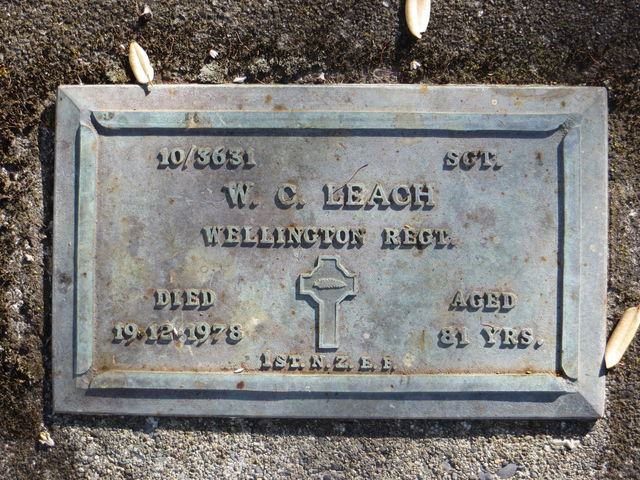 10/3631 SGT.
W. C. LEACH
WELLINGTON REGT.
DIED AGED
19.12.1978 81 YRS.
1ST. N.Z.E.F.